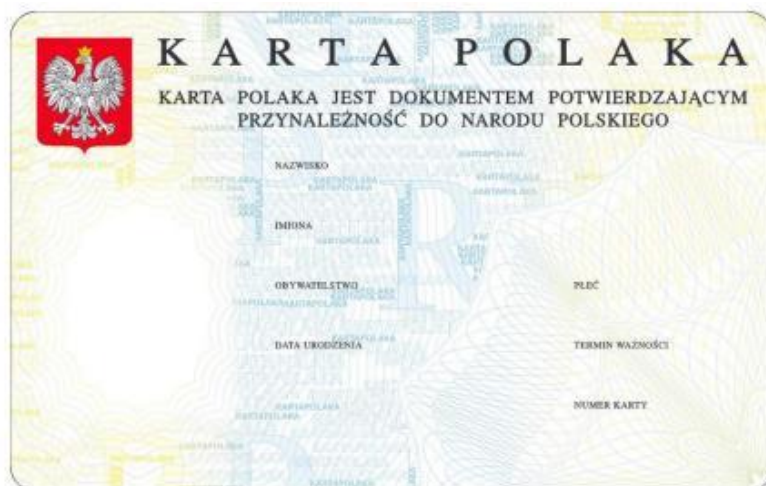 KARTA POLAKA
KARTA POLAKA JEST DOKUMENTEM POTWIERDZAJĄCYM
PRZYNALEŻNOŚĆ DO NARODU POLSKIEGO
NAZWISKO
IMIONA
OBYWATELSTWO
PŁEĆ
DATA URODZENIA
TERMIN WAŻNOŚCI
NUMER KARTY